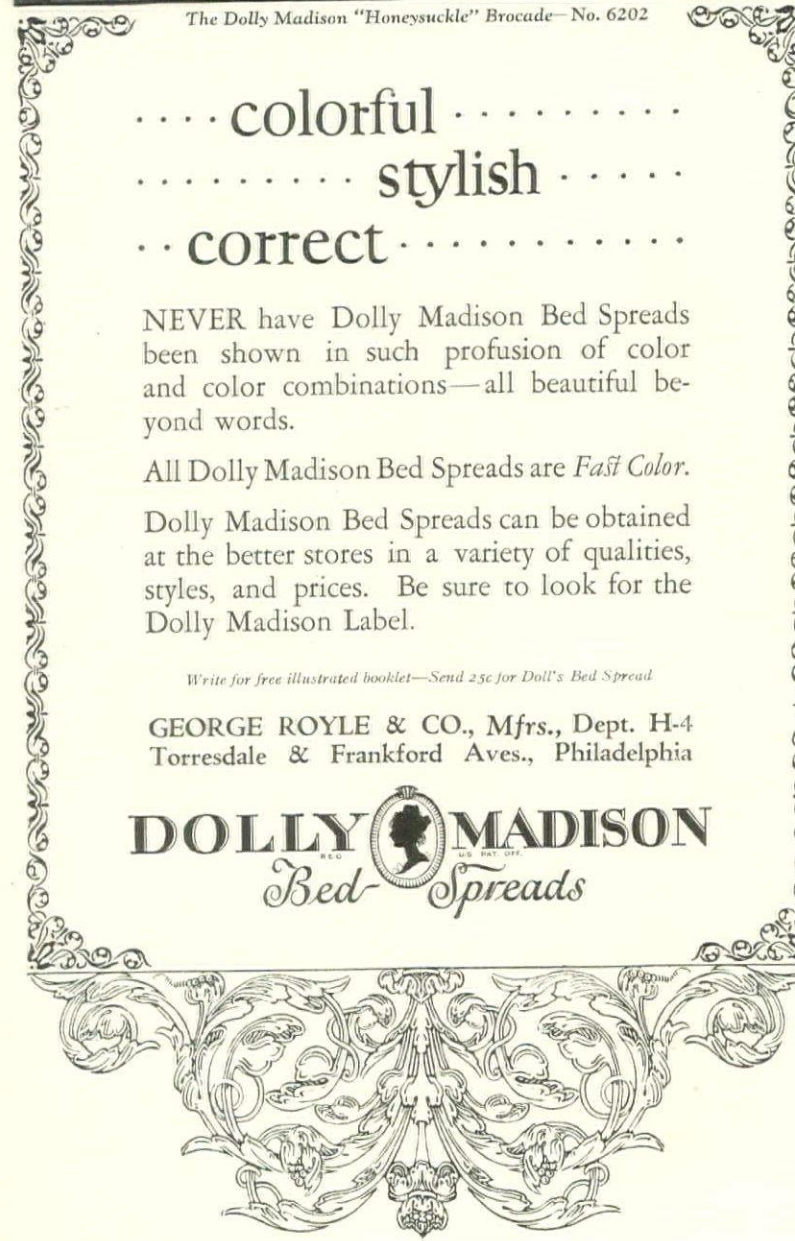 The Dolly Madison "Honeysuckle" Brocade—No. 6202
....colorful.........
.........stylish.....
..correct............
NEVER have Dolly Madison Bed Spreads
been shown in such profusion of color
and color combinations—all beautiful be-
yond words.
All Dolly Madison Bed Spreads are Fast Color.
Dolly Madison Bed Spreads can be obtained
at the better stores in a variety of qualities,
styles, and prices. Be sure to look for the
Dolly Madison Label.
Write for free illustrated booklet—Send 25c for Doll's Bed Spread
GEORGE ROYLE & CO., Mfrs., Dept. H-4
Torresdale & Frankford Aves., Philadelphia
DOLLY MADISON
REG U.S. PAT. OFF.
Bed Spreads